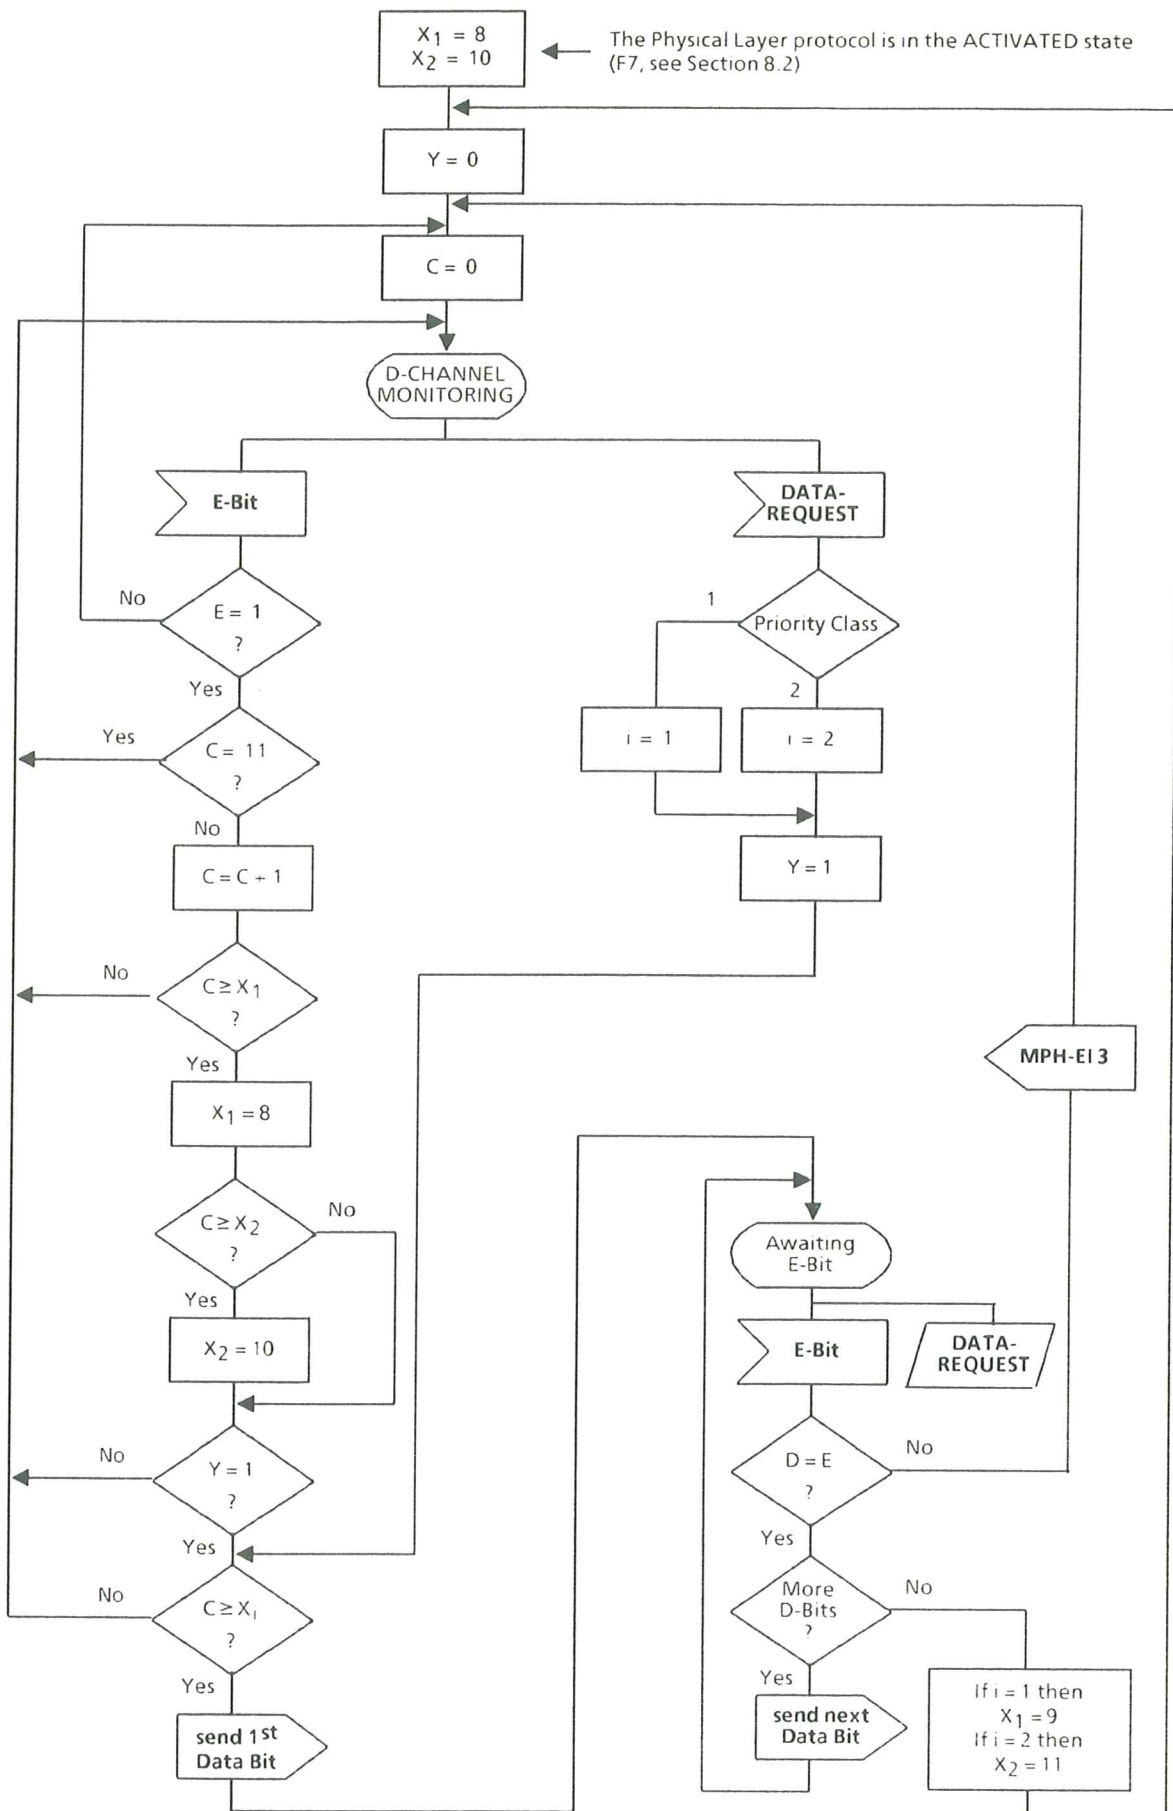 X1 = 8
X2 = 10
The Physical Layer protocol is in the ACTIVATED state
(F7, see Section 8.2)
Y = 0
C = 0
D-CHANNEL
MONITORING
E-Bit
DATA-
REQUEST
No
E = 1
?
1
Priority Class
Yes
2
Yes
C = 11
?
i = 1
i = 2
No
C = C + 1
Y = 1
No
C ≥ X1
?
Yes
MPH-EI 3
X1 = 8
C ≥ X2
?
No
Awaiting
E-Bit
Yes
X2 = 10
E-Bit
DATA-
REQUEST
No
Y = 1
?
D = E
?
No
Yes
Yes
No
C ≥ Xi
?
More
D-Bits
?
No
Yes
Yes
send 1st
Data Bit
send next
Data Bit
If i = 1 then
X1 = 9
If i = 2 then
X2 = 11